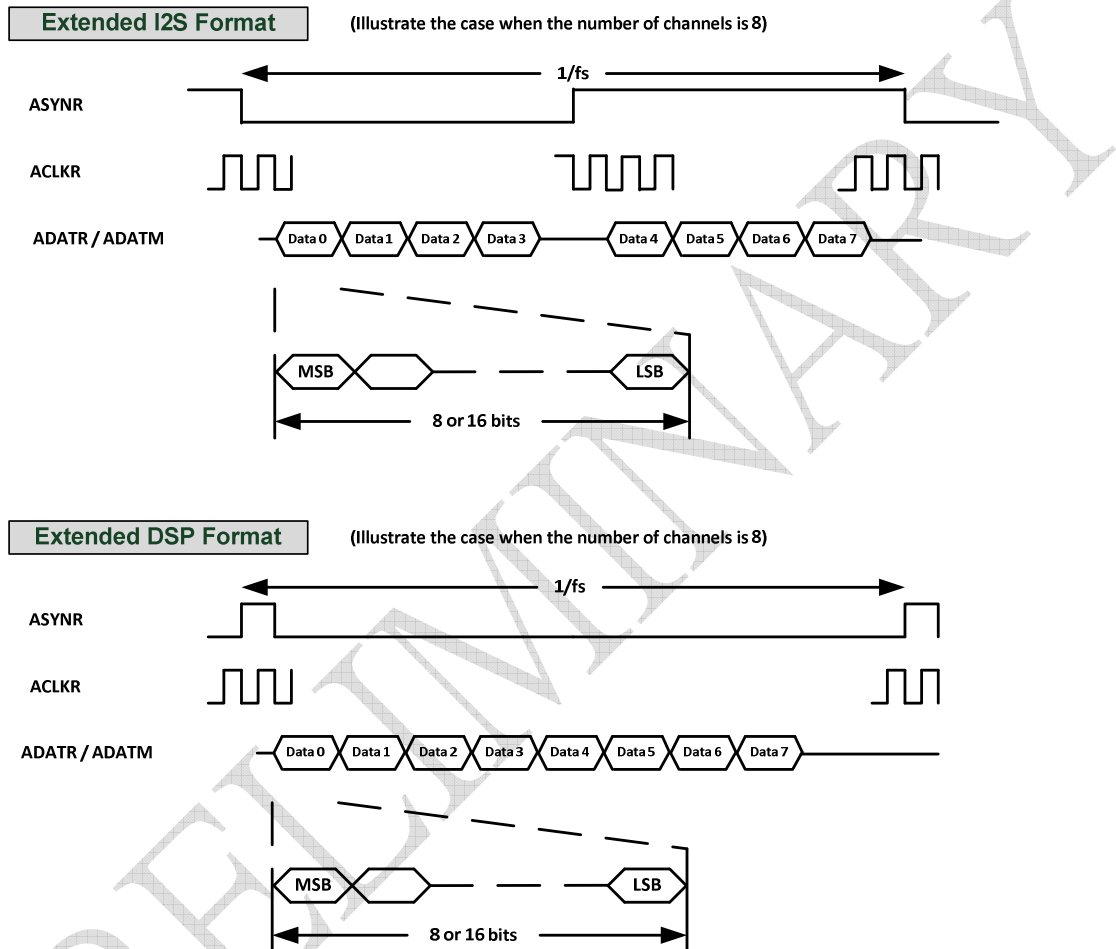 Extended I2S Format (Illustrate the case when the number of channels is 8)
1/fs
ASYNR
ACLKR
ADATR / ADATM Data 0 Data 1 Data 2 Data 3 Data 4 Data 5 Data 6 Data 7
MSB LSB
8 or 16 bits
Extended DSP Format (Illustrate the case when the number of channels is 8)
1/fs
ASYNR
ACLKR
ADATR / ADATM Data 0 Data 1 Data 2 Data 3 Data 4 Data 5 Data 6 Data 7
MSB LSB
8 or 16 bits
ELIMINARY